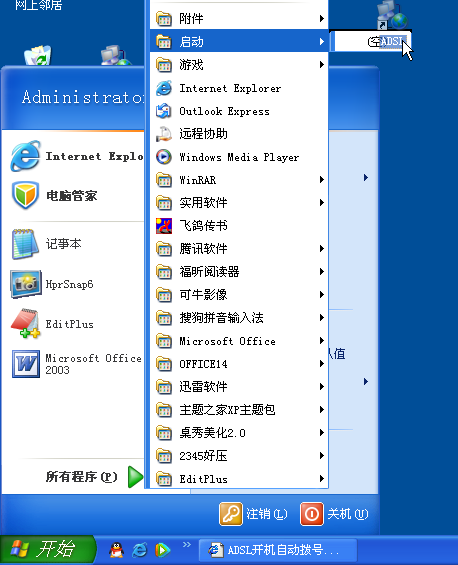 网上邻居
附件
启动
(空
ADSL
游戏
Internet Explorer
Outlook Express
远程协助
Windows Media Player
WinRAR
实用软件
飞鸽传书
腾讯软件
福昕阅读器
可牛影像
搜狗拼音输入法
Microsoft Office
OFFICE14
迅雷软件
主题之家XP主题包
桌秀美化2.0
2345好压
EditPlus
Administrator
Internet Explo
电脑管家
记事本
HprSnap6
EditPlus
Microsoft Office
2003
认值
所有程序(P)
注销(L)
关机(U)
开始
ADSL开机自动拨号...